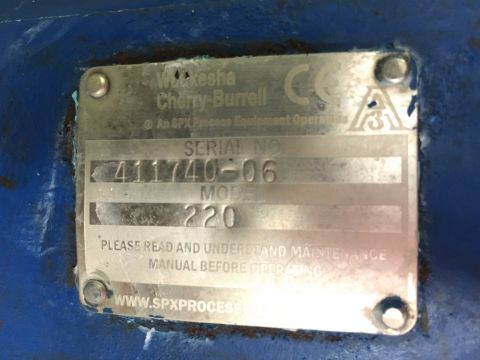 Waukesha
Cherry-Burrell
CE
An SPX Process Equipment Operation
3A
SERIAL NO
411740-06
MODEL
220
PLEASE READ AND UNDERSTAND MAINTENANCE
MANUAL BEFORE OPERATING
WWW.SPXPROCESS